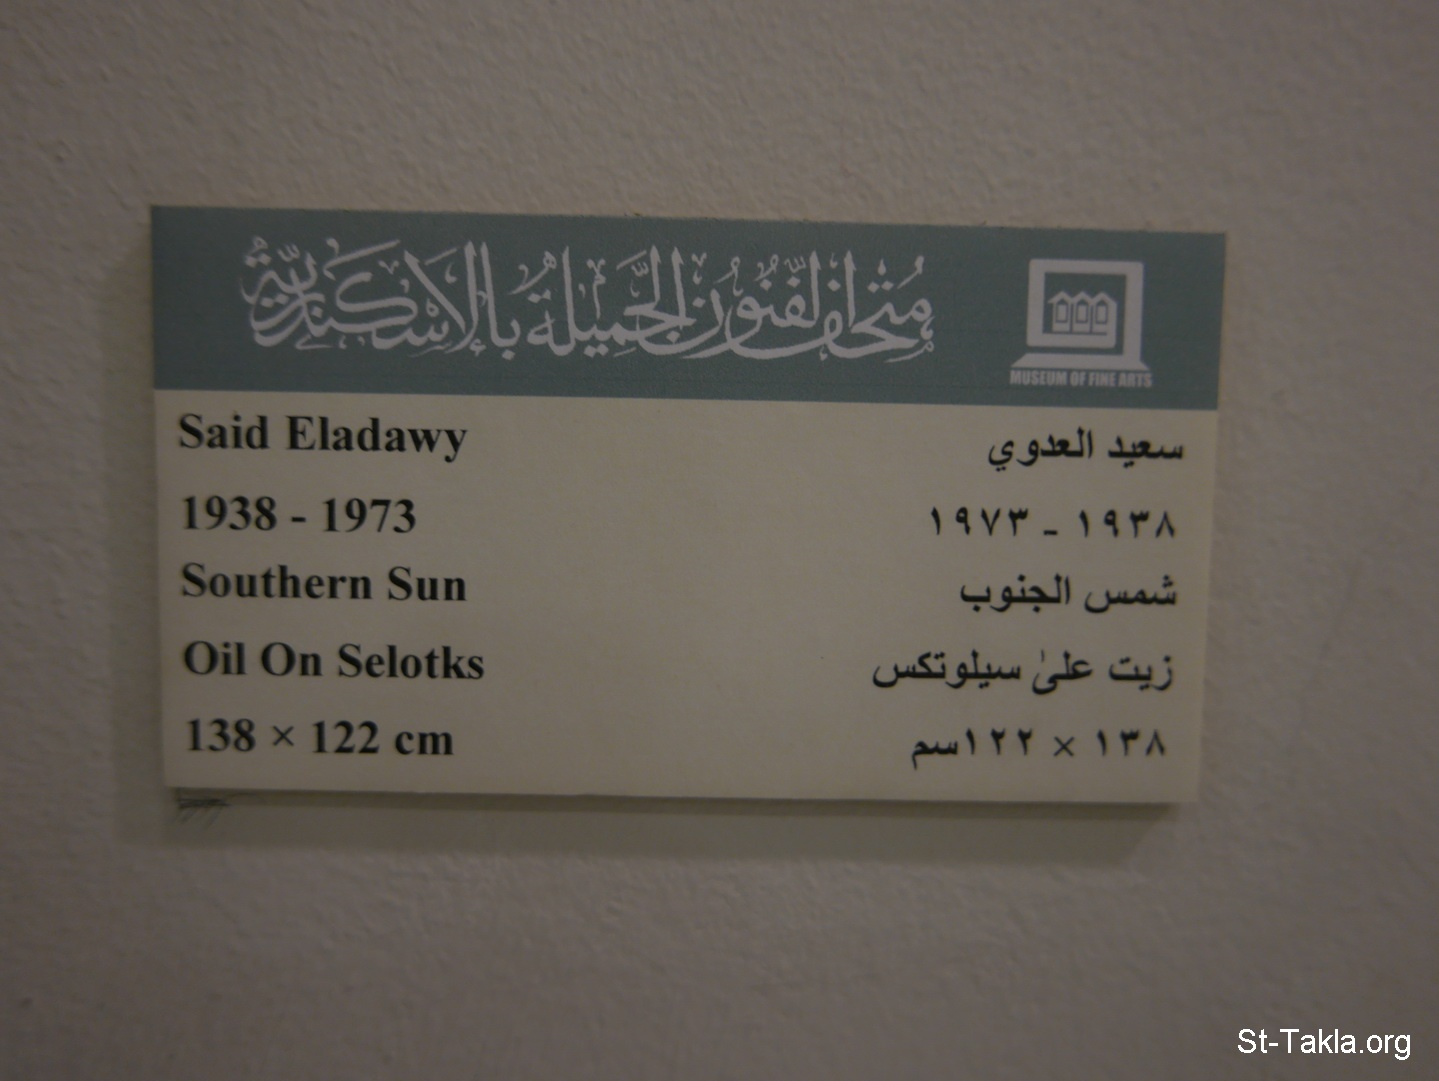 متحف الفنون الجميلة بالإسكندرية
MUSEUM OF FINE ARTS
Said Eladawy
سعيد العدوي
1938 - 1973
١٩٣٨ - ١٩٧٣
Southern Sun
شمس الجنوب
Oil On Selotks
زيت على سيلوتكس
138 × 122 cm
١٣٨ × ١٢٢سم
St-Takla.org